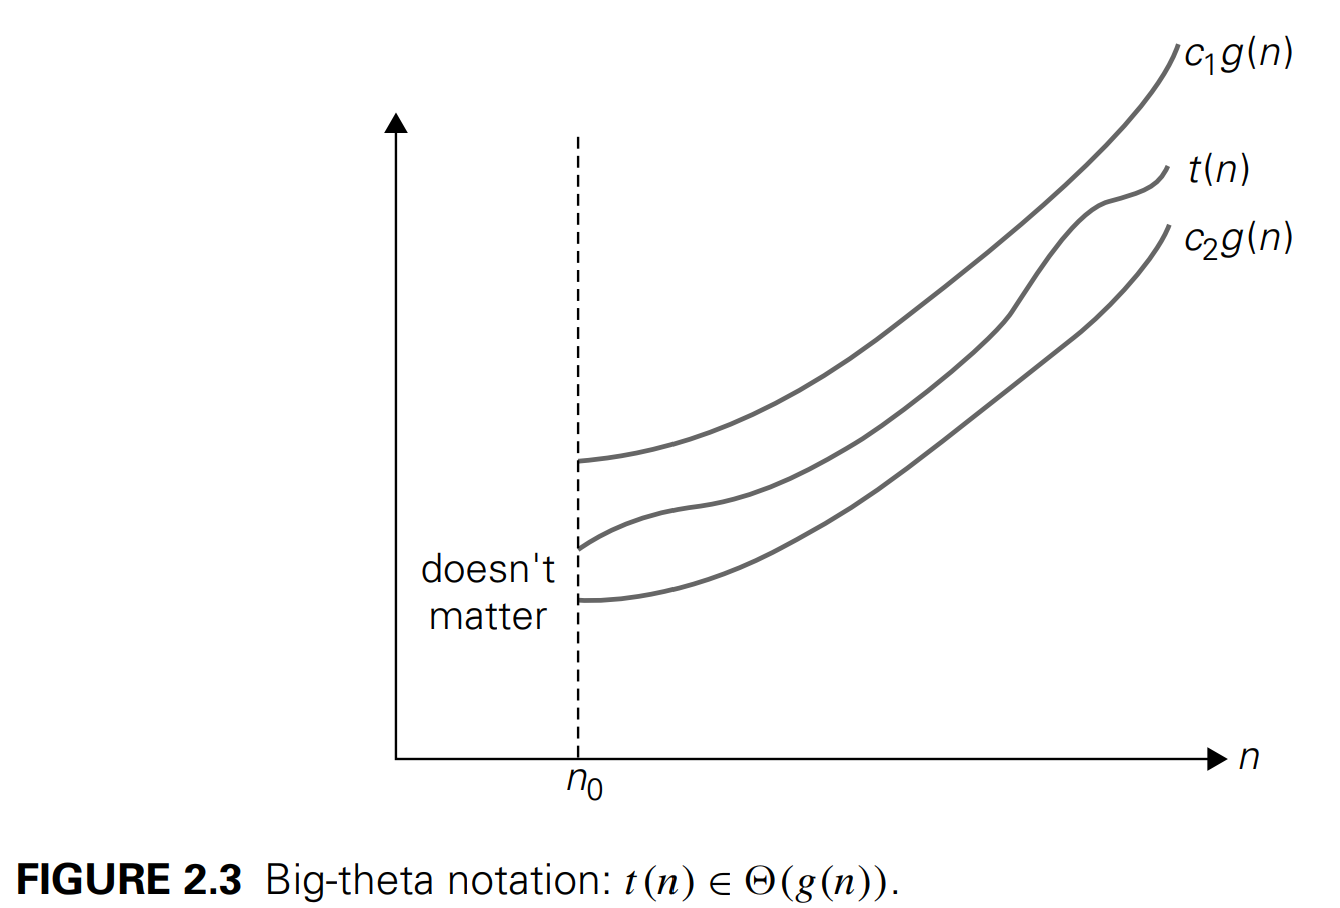 c₁g(n)
t(n)
c₂g(n)
doesn't
matter
n
n₀
FIGURE 2.3 Big-theta notation: t(n) ∈ Θ(g(n)).